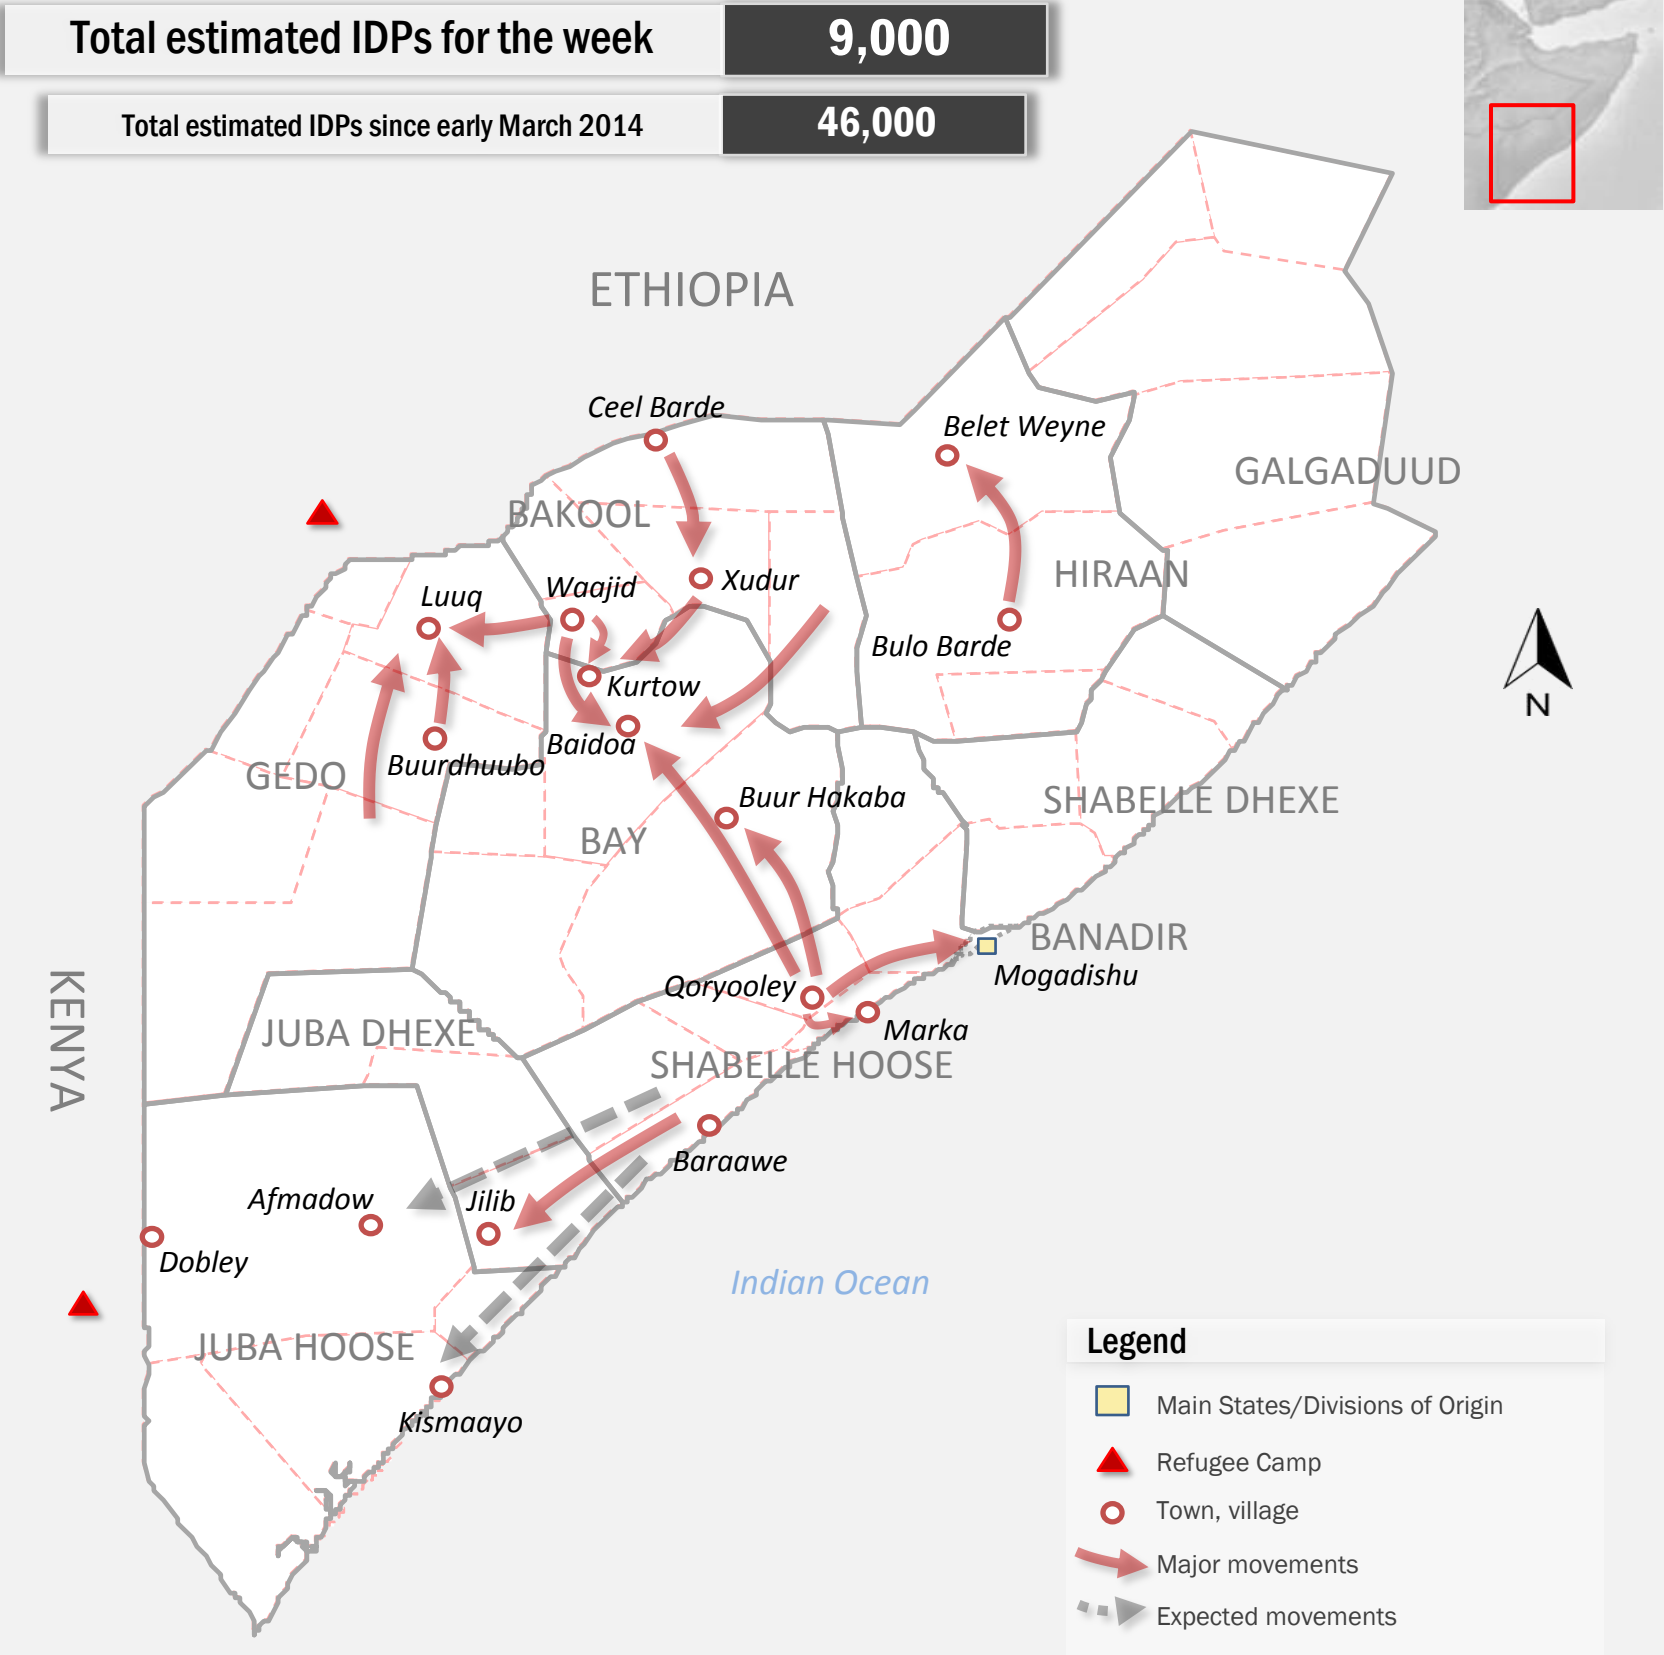 Total estimated IDPs for the week
9,000
Total estimated IDPs since early March 2014
46,000
ETHIOPIA
Ceel Barde
Belet Weyne
GALGADUUD
BAKOOL
HIRAAN
Xudur
Waajid
Luuq
Bulo Barde
Kurtow
N
Baidoa
Buurdhuubo
GEDO
Buur Hakaba
SHABELLE DHEXE
BAY
BANADIR
Mogadishu
Qoryooley
KENYA
Marka
JUBA DHEXE
SHABELLE HOOSE
Baraawe
Afmadow
Jilib
Dobley
Indian Ocean
JUBA HOOSE
Kismaayo
Legend
Main States/Divisions of Origin
Refugee Camp
Town, village
Major movements
Expected movements